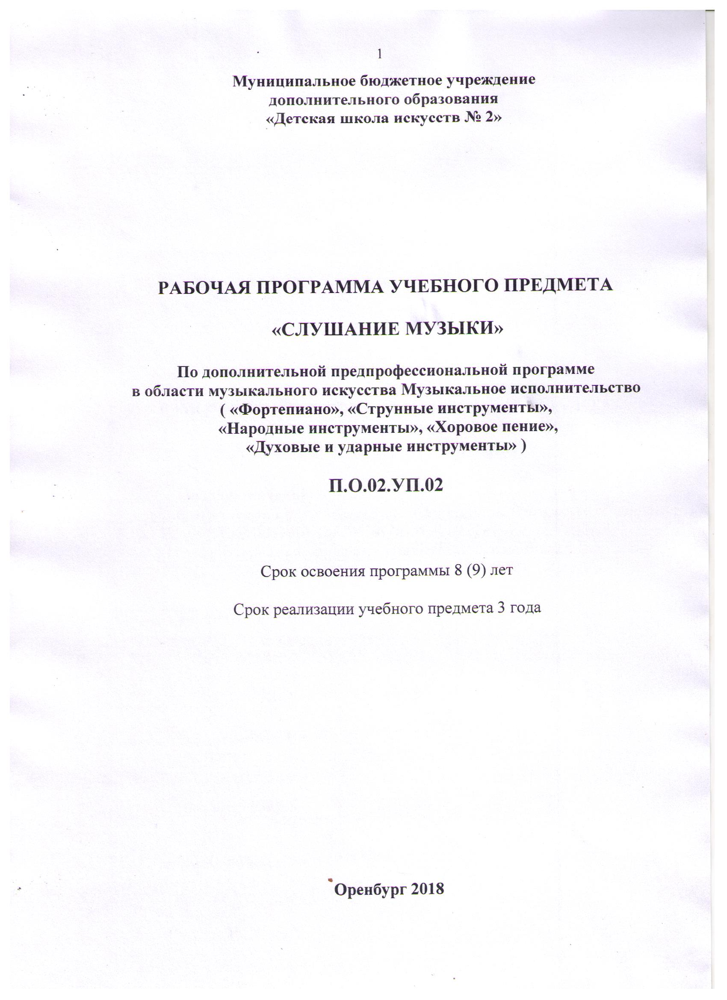 1
Муниципальное бюджетное учреждение
дополнительного образования
«Детская школа искусств № 2»
РАБОЧАЯ ПРОГРАММА УЧЕБНОГО ПРЕДМЕТА
«СЛУШАНИЕ МУЗЫКИ»
По дополнительной предпрофессиональной программе
в области музыкального искусства Музыкальное исполнительство
( «Фортепиано», «Струнные инструменты»,
«Народные инструменты», «Хоровое пение»,
«Духовые и ударные инструменты» )
П.О.02.УП.02
Срок освоения программы 8 (9) лет
Срок реализации учебного предмета 3 года
Оренбург 2018